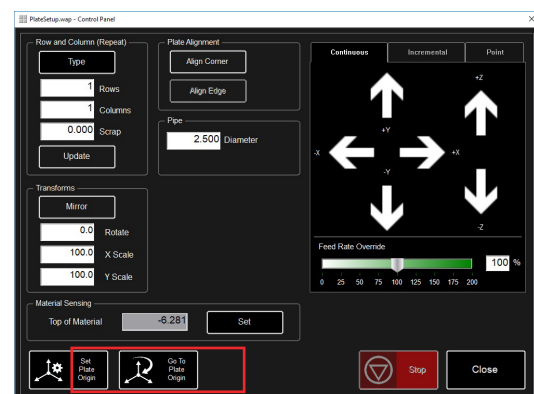 PlateSetup.wap - Control Panel
Row and Column (Repeat)
Type
1 Rows
1 Columns
0.000 Scrap
Update
Plate Alignment
Align Corner
Align Edge
Pipe
2.500 Diameter
Transforms
Mirror
0.0 Rotate
100.0 X Scale
100.0 Y Scale
Material Sensing
Top of Material -6.281 Set
Continuous Incremental Point
+Z
+Y
-X +X
-Y
-Z
Feed Rate Override
100 %
0 25 50 75 100 125 150 175 200
Set
Plate
Origin
Go To
Plate
Origin
Stop
Close